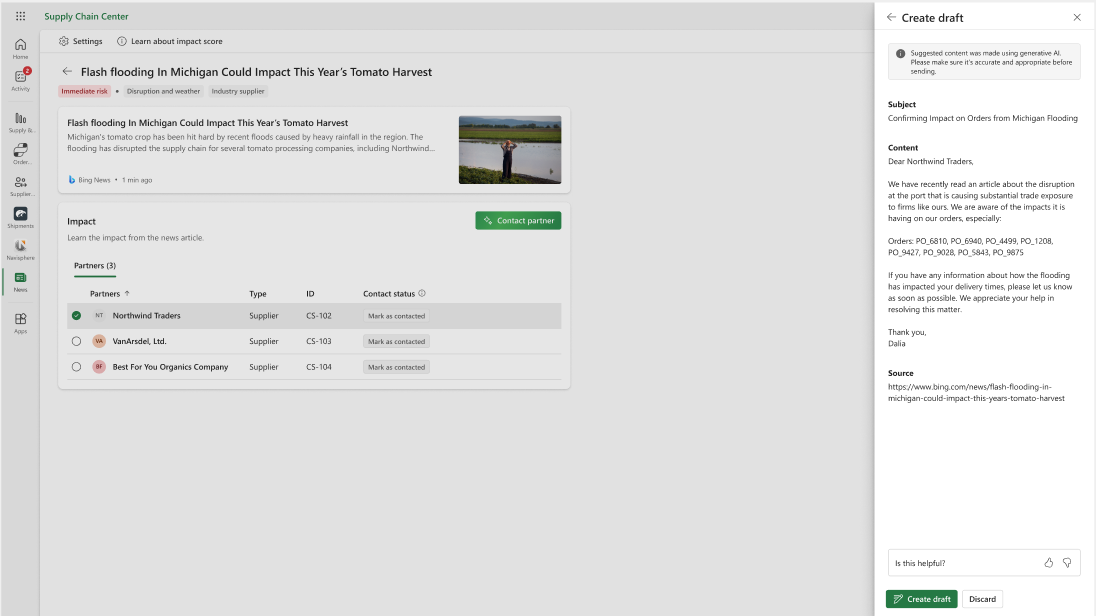 Supply Chain Center
Home
Activity
2
Supply B...
Order...
Supplier...
Shipments
Navisphere
News
Apps
Settings
Learn about impact score
Flash flooding In Michigan Could Impact This Year's Tomato Harvest
Immediate risk • Disruption and weather Industry supplier
Flash flooding In Michigan Could Impact This Year's Tomato Harvest
Michigan's tomato crop has been hit hard by recent floods caused by heavy rainfall in the region. The
flooding has disrupted the supply chain for several tomato processing companies, including Northwind...
Bing News • 1 min ago
Impact
Contact partner
Learn the impact from the news article.
Partners (3)
Partners ↑ Type ID Contact status
NT Northwind Traders Supplier CS-102 Mark as contacted
VA VanArsdel, Ltd. Supplier CS-103 Mark as contacted
BF Best For You Organics Company Supplier CS-104 Mark as contacted
Create draft
Suggested content was made using generative AI.
Please make sure it's accurate and appropriate before
sending.
Subject
Confirming Impact on Orders from Michigan Flooding
Content
Dear Northwind Traders,
We have recently read an article about the disruption
at the port that is causing substantial trade exposure
to firms like ours. We are aware of the impacts it is
having on our orders, especially:
Orders: PO_6810, PO_6940, PO_4499, PO_1208,
PO_9427, PO_9028, PO_5843, PO_9875
If you have any information about how the flooding
has impacted your delivery times, please let us know
as soon as possible. We appreciate your help in
resolving this matter.
Thank you,
Dalia
Source
https://www.bing.com/news/flash-flooding-in-
michigan-could-impact-this-years-tomato-harvest
Is this helpful?
Create draft
Discard